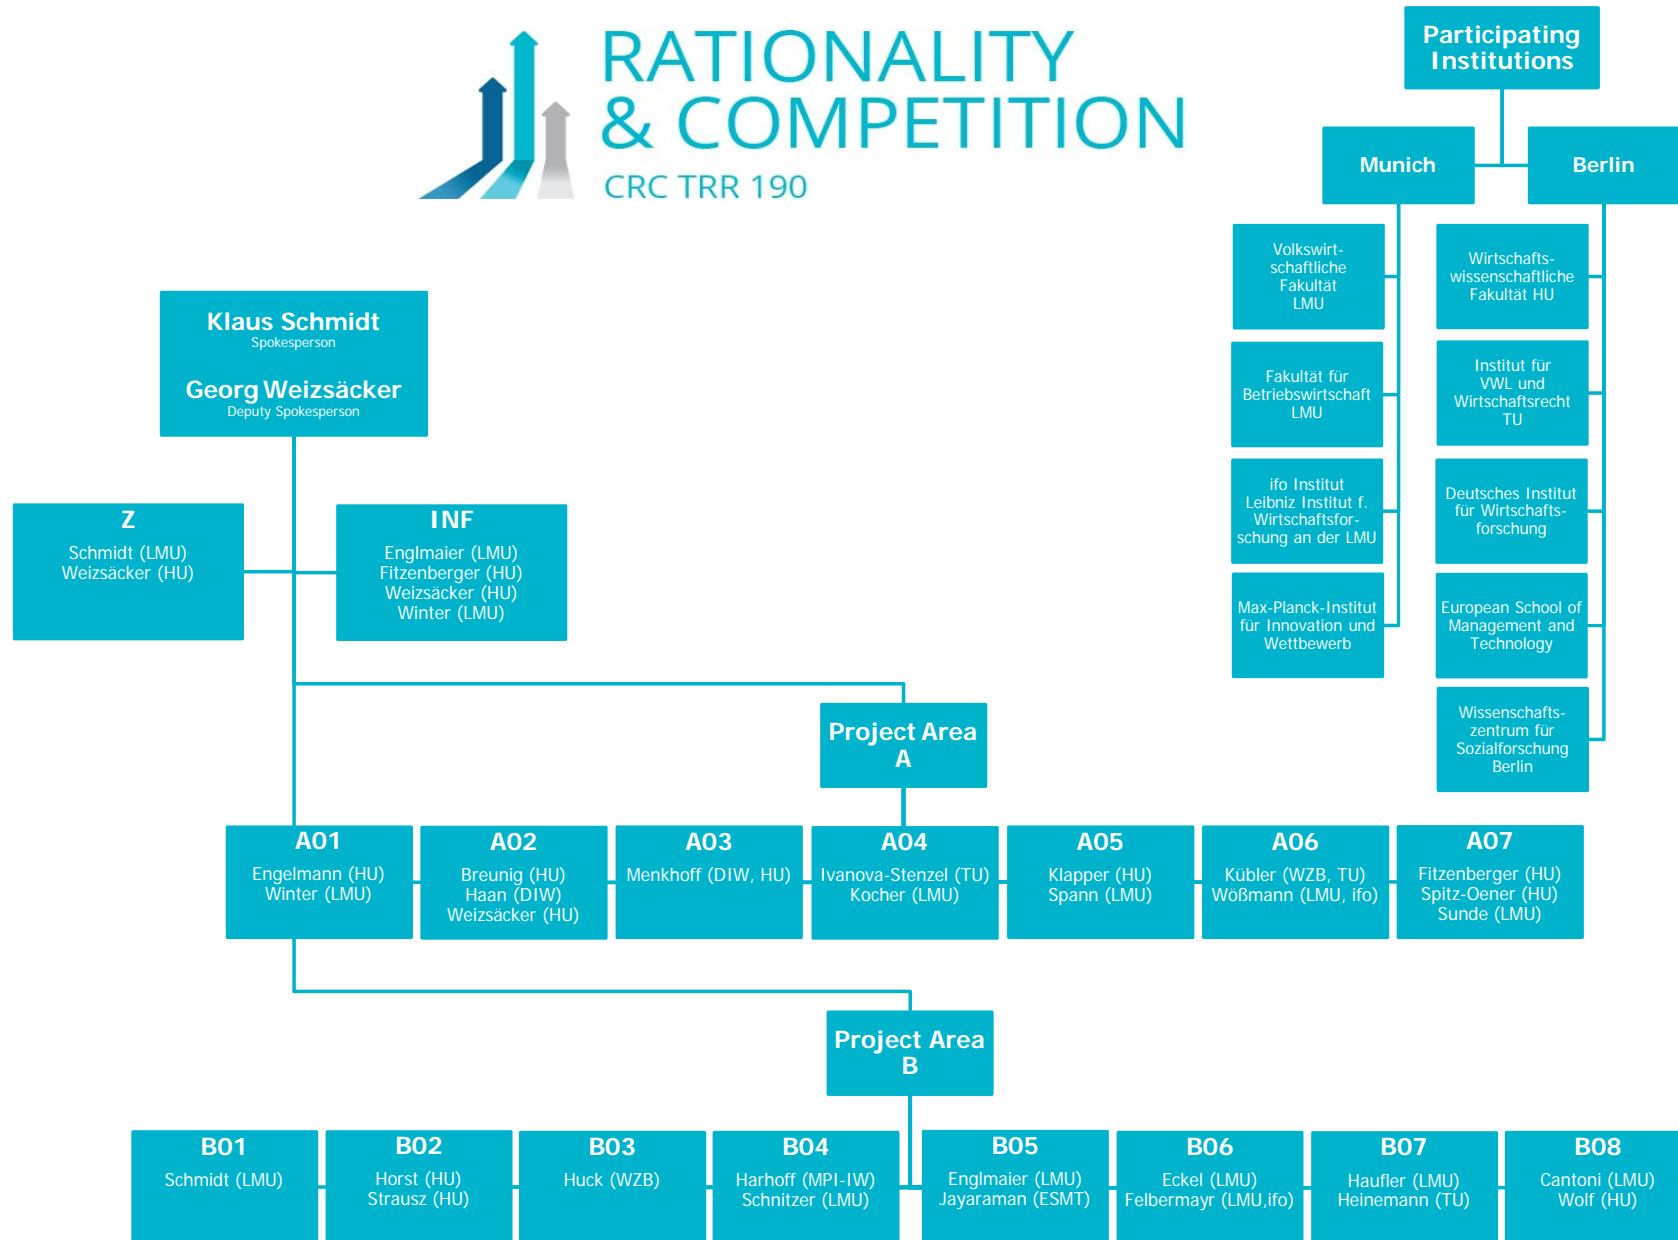 RATIONALITY
& COMPETITION
CRC TRR 190
Participating
Institutions
Munich
Berlin
Volkswirt-
schaftliche
Fakultät
LMU
Fakultät für
Betriebswirtschaft
LMU
ifo Institut
Leibniz Institut f.
Wirtschaftsfor-
schung an der LMU
Max-Planck-Institut
für Innovation und
Wettbewerb
Wirtschafts-
wissenschaftliche
Fakultät HU
Institut für
VWL und
Wirtschaftsrecht
TU
Deutsches Institut
für Wirtschafts-
forschung
European School of
Management and
Technology
Wissenschafts-
zentrum für
Sozialforschung
Berlin
Klaus Schmidt
Spokesperson
Georg Weizsäcker
Deputy Spokesperson
Z
Schmidt (LMU)
Weizsäcker (HU)
INF
Englmaier (LMU)
Fitzenberger (HU)
Weizsäcker (HU)
Winter (LMU)
Project Area
A
A01
Engelmann (HU)
Winter (LMU)
A02
Breunig (HU)
Haan (DIW)
Weizsäcker (HU)
A03
Menkhoff (DIW, HU)
A04
Ivanova-Stenzel (TU)
Kocher (LMU)
A05
Klapper (HU)
Spann (LMU)
A06
Kübler (WZB, TU)
Wößmann (LMU, ifo)
A07
Fitzenberger (HU)
Spitz-Oener (HU)
Sunde (LMU)
Project Area
B
B01
Schmidt (LMU)
B02
Horst (HU)
Strausz (HU)
B03
Huck (WZB)
B04
Harhoff (MPI-IW)
Schnitzer (LMU)
B05
Englmaier (LMU)
Jayaraman (ESMT)
B06
Eckel (LMU)
Felbermayr (LMU,ifo)
B07
Haufler (LMU)
Heinemann (TU)
B08
Cantoni (LMU)
Wolf (HU)